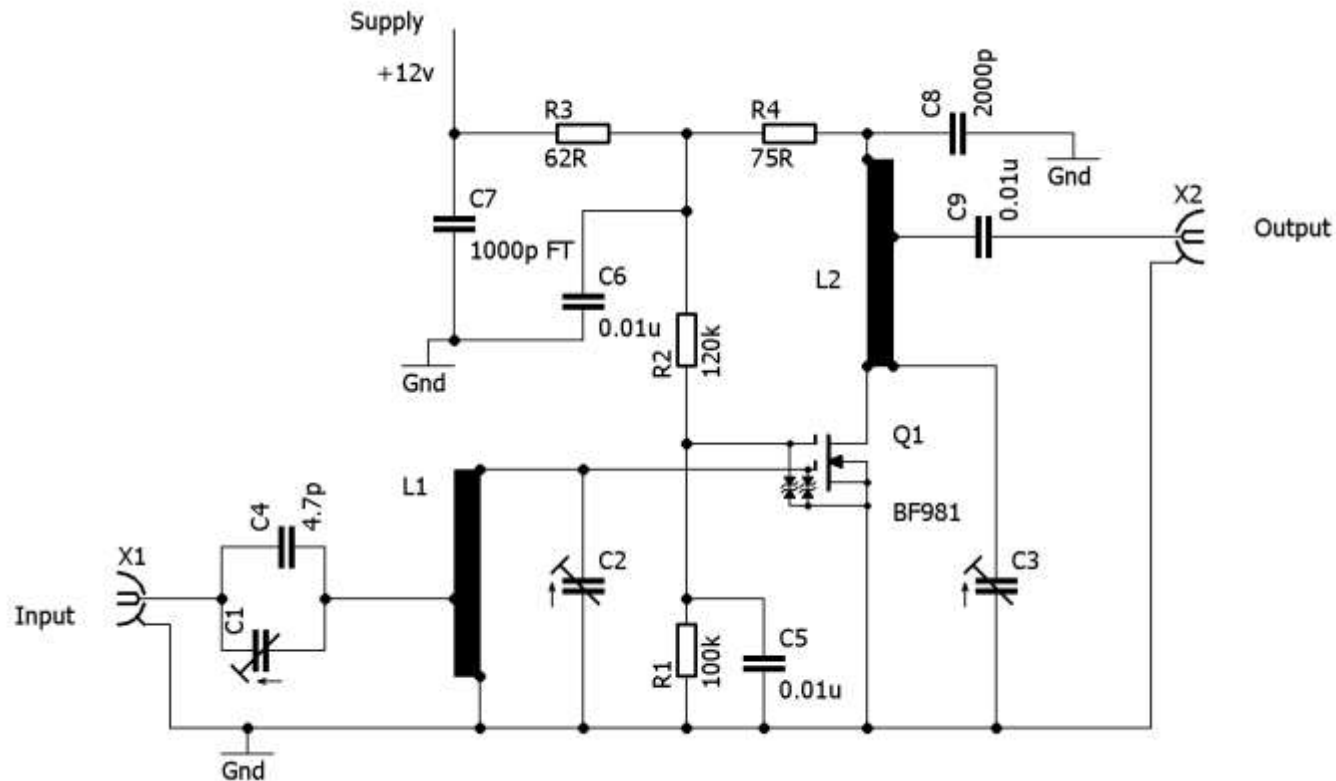 Supply
+12v
R3
62R
R4
75R
C8
2000p
Gnd
C7
1000p FT
C6
0.01u
C9
0.01u
X2
Output
L2
R2
120k
Gnd
Q1
BF981
L1
C4
4.7p
X1
Input
C1
C2
C3
R1
100k
C5
0.01u
Gnd